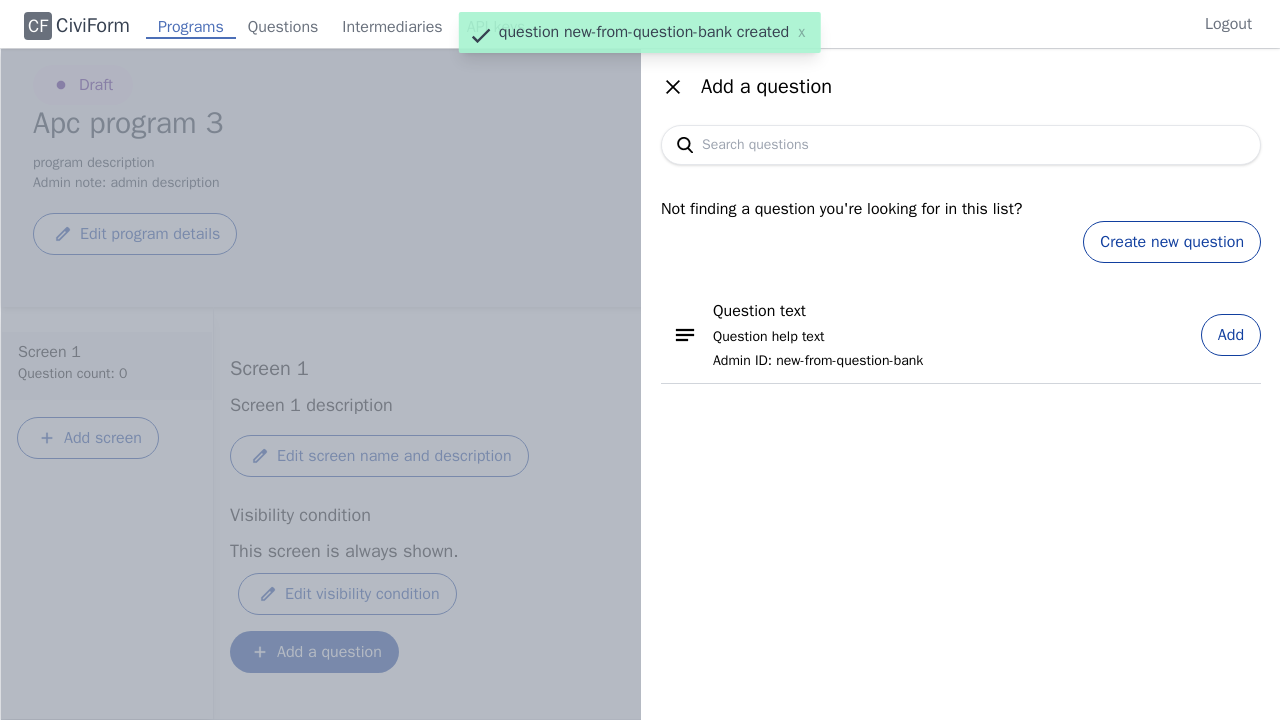 CF CiviForm Programs Questions Intermediaries API keys Logout
question new-from-question-bank created x
Draft
Apc program 3
program description
Admin note: admin description
Edit program details
Screen 1
Question count: 0
Add screen
Screen 1
Screen 1 description
Edit screen name and description
Visibility condition
This screen is always shown.
Edit visibility condition
Add a question
Add a question
Search questions
Not finding a question you're looking for in this list?
Create new question
Question text
Question help text
Admin ID: new-from-question-bank
Add